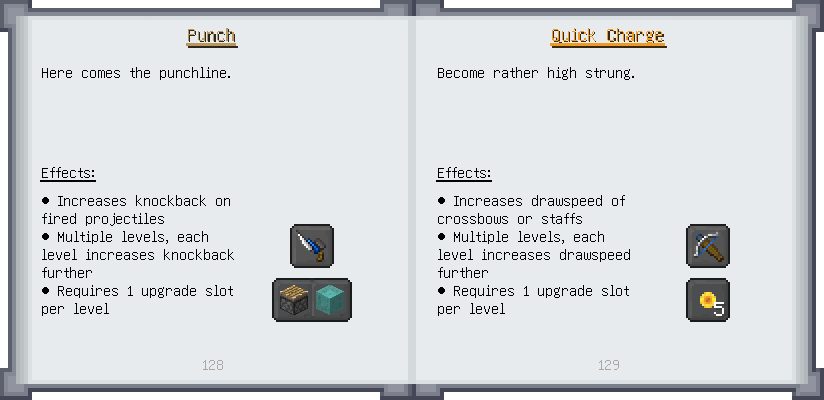 Punch
Here comes the punchline.
Effects:
● Increases knockback on
fired projectiles
● Multiple levels, each
level increases knockback
further
● Requires 1 upgrade slot
per level
128
Quick Charge
Become rather high strung.
Effects:
● Increases drawspeed of
crossbows or staffs
● Multiple levels, each
level increases drawspeed
further
● Requires 1 upgrade slot
per level
5
129